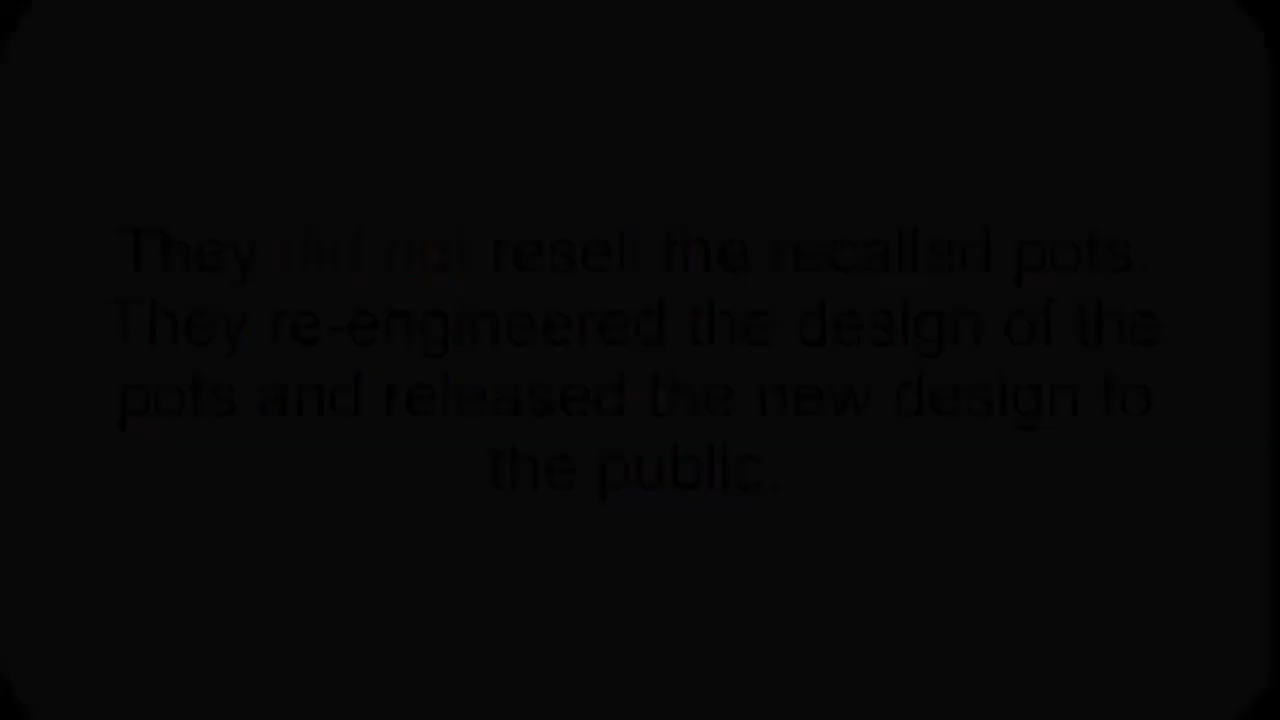 They did not resell the recalled pots.
They re-engineered the design of the
pots and released the new design to
the public.